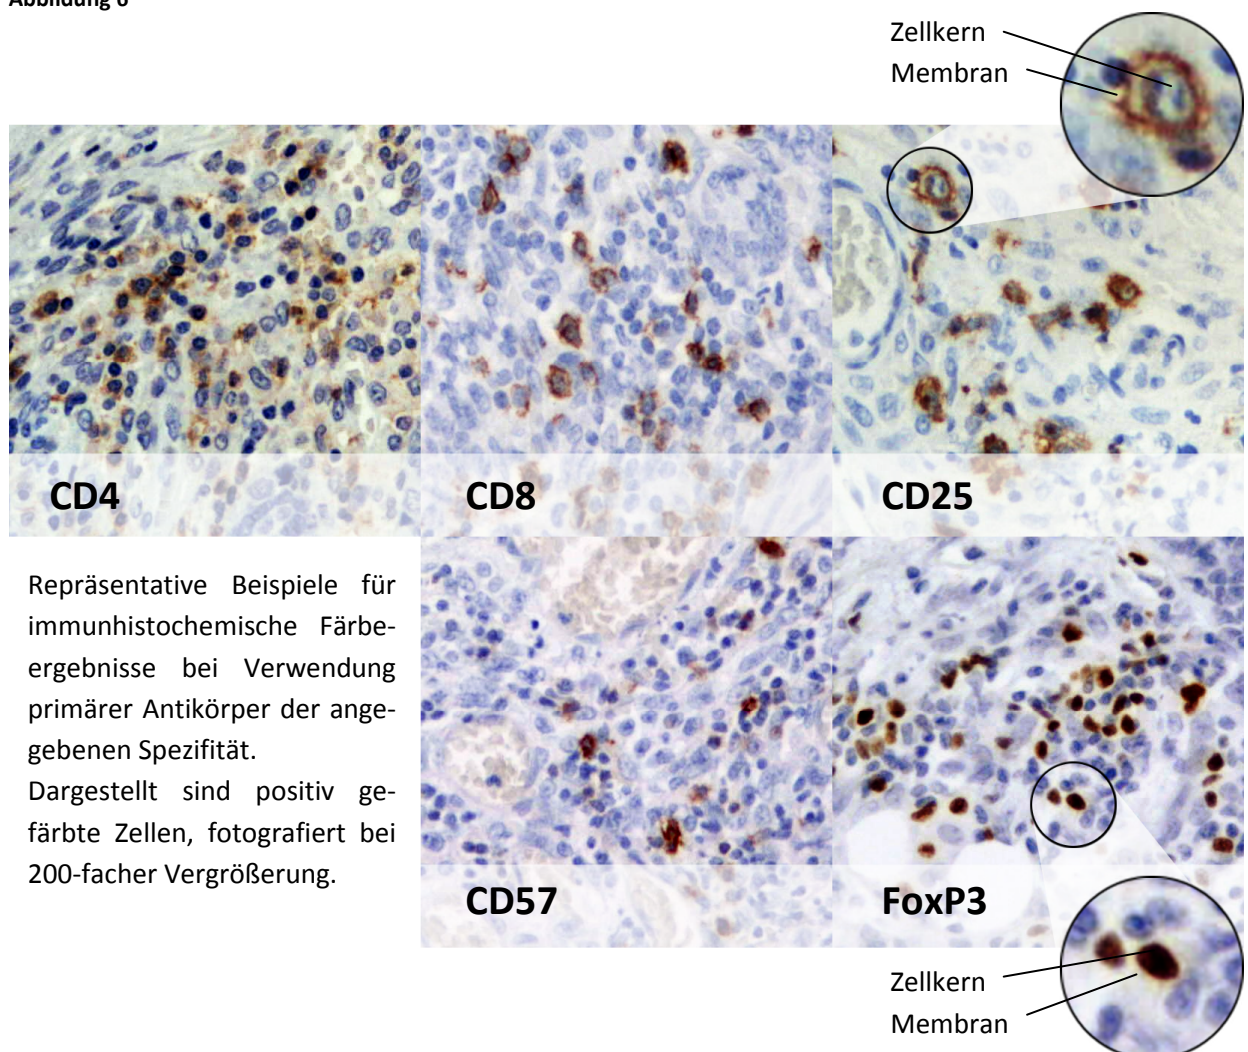 Abbildung 6
Zellkern
Membran
CD4
CD8
CD25
Repräsentative Beispiele für
immunhistochemische Färbe-
ergebnisse bei Verwendung
primärer Antikörper der ange-
gebenen Spezifität.
Dargestellt sind positiv ge-
färbte Zellen, fotografiert bei
200-facher Vergrößerung.
CD57
FoxP3
Zellkern
Membran